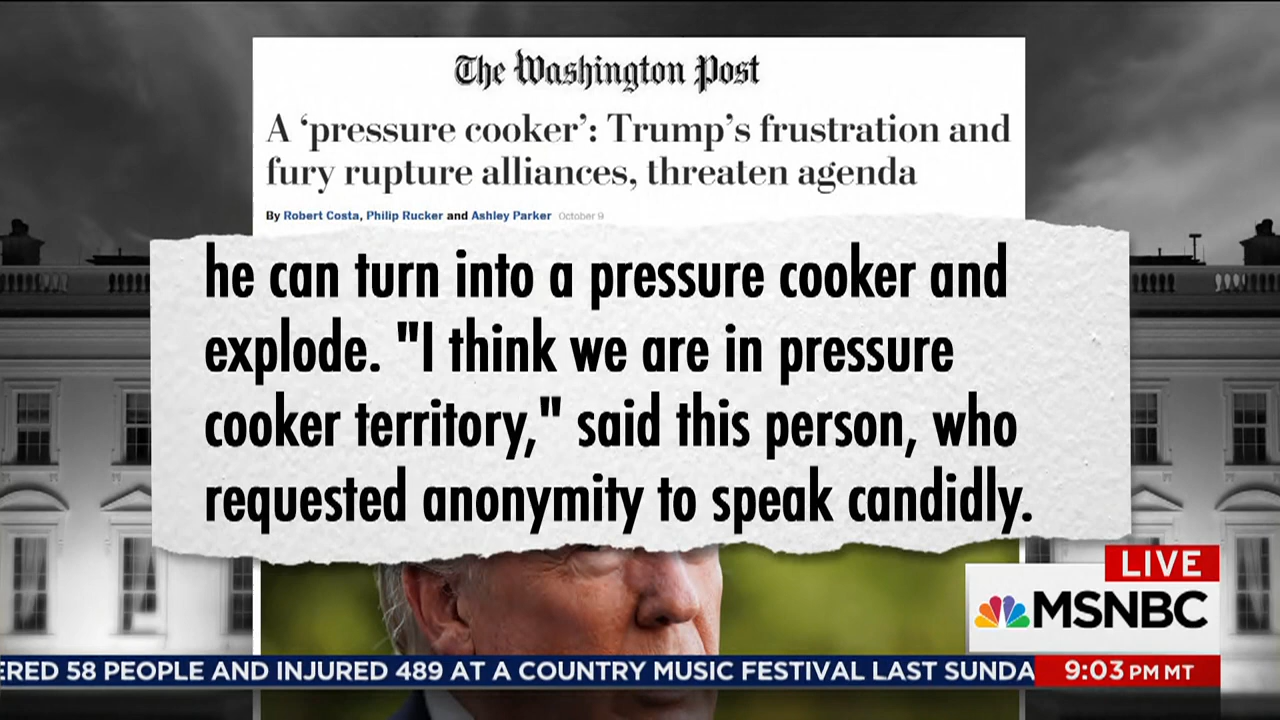 The Washington Post
A ‘pressure cooker’: Trump’s frustration and
fury rupture alliances, threaten agenda
By Robert Costa, Philip Rucker and Ashley Parker October 9
he can turn into a pressure cooker and
explode. "I think we are in pressure
cooker territory," said this person, who
requested anonymity to speak candidly.
LIVE
MSNBC
ERED 58 PEOPLE AND INJURED 489 AT A COUNTRY MUSIC FESTIVAL LAST SUNDA
9:03 PM MT